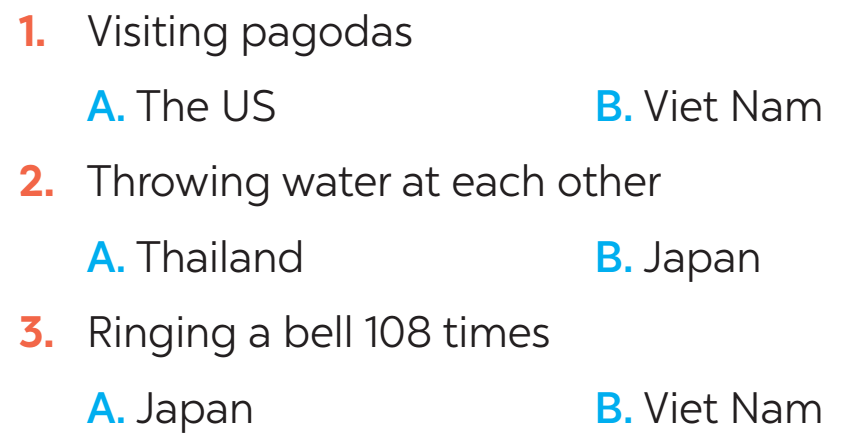 1. Visiting pagodas
A. The US B. Viet Nam
2. Throwing water at each other
A. Thailand B. Japan
3. Ringing a bell 108 times
A. Japan B. Viet Nam